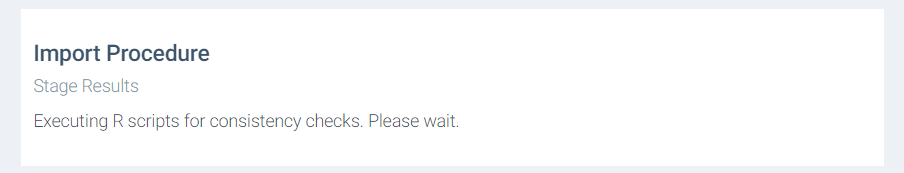 Import Procedure
Stage Results
Executing R scripts for consistency checks. Please wait.